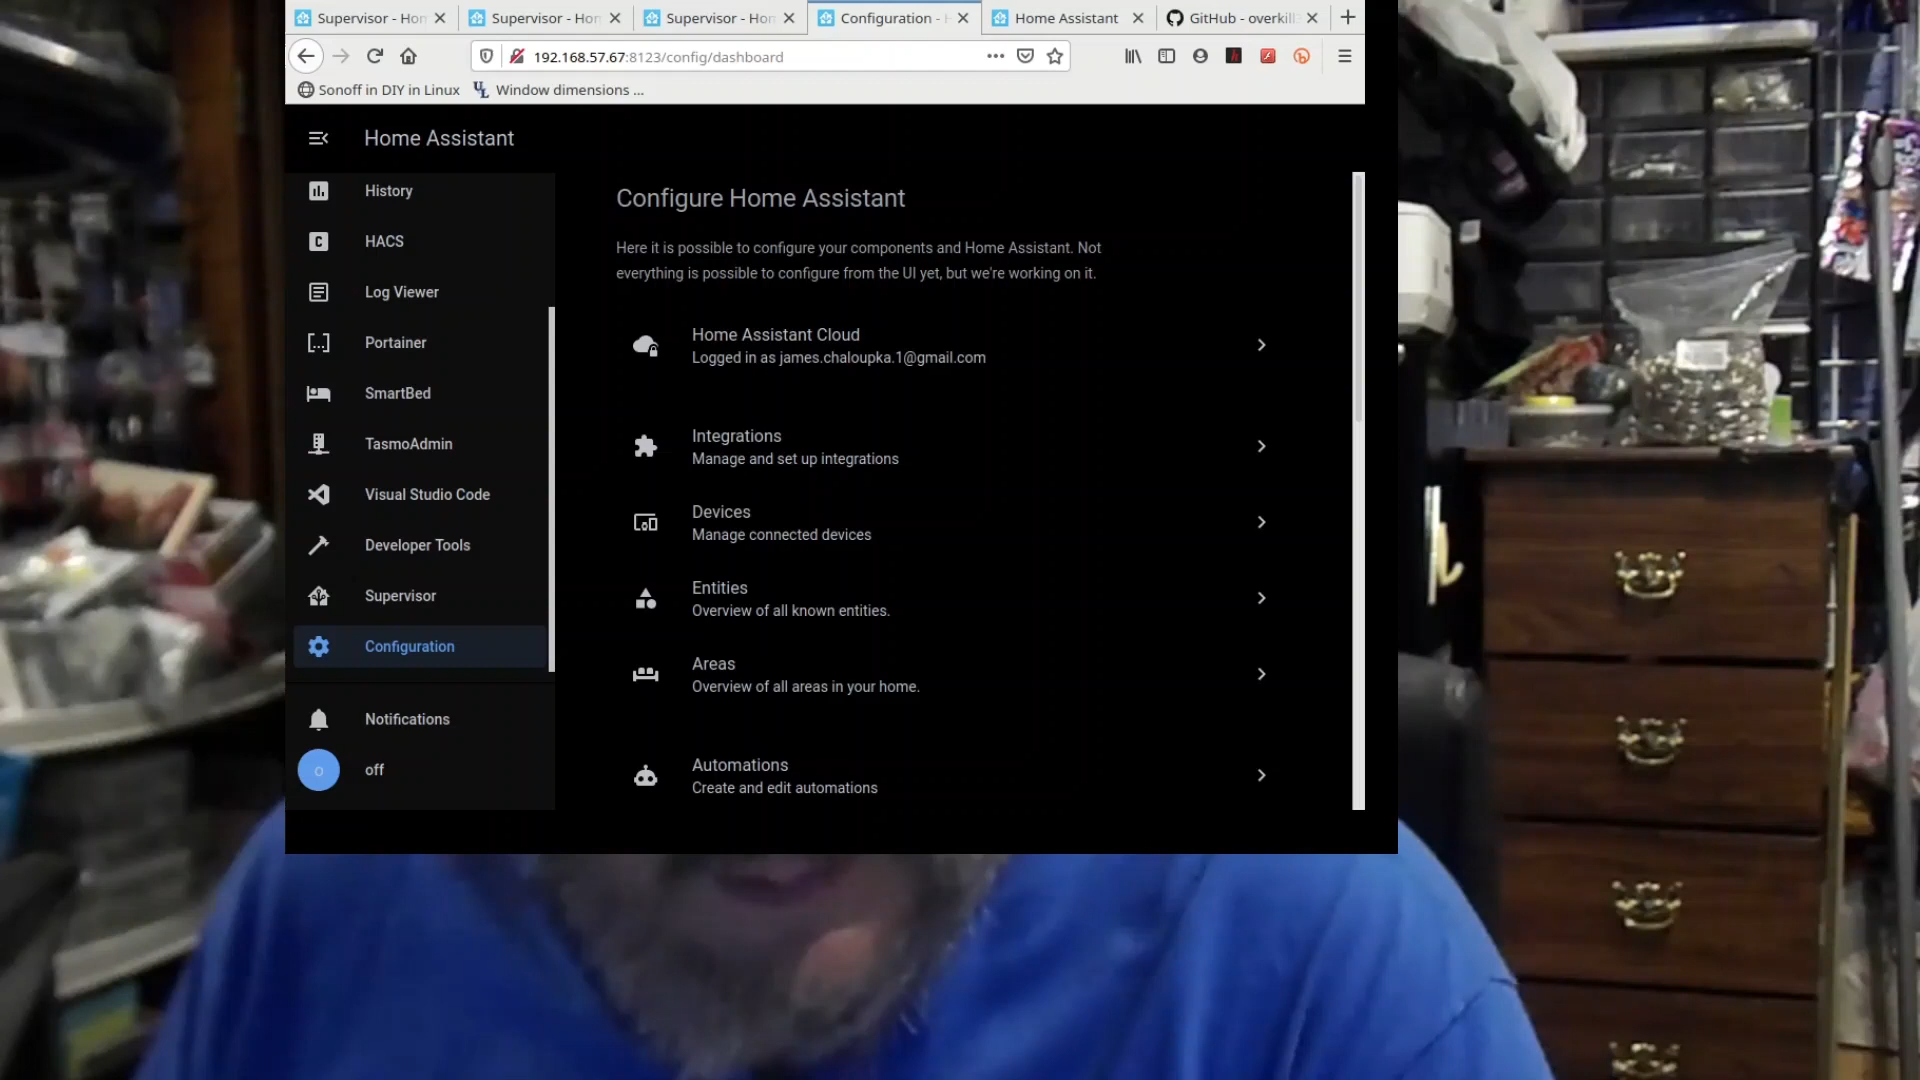 Supervisor - Hon
Supervisor - Hon
Supervisor - Hon
Configuration - H
Home Assistant
GitHub - overkill
192.168.57.67:8123/config/dashboard
Sonoff in DIY in Linux
UL
Window dimensions ...
Home Assistant
History
HACS
Log Viewer
Portainer
SmartBed
TasmoAdmin
Visual Studio Code
Developer Tools
Supervisor
Configuration
Notifications
o
off
Configure Home Assistant
Here it is possible to configure your components and Home Assistant. Not
everything is possible to configure from the UI yet, but we're working on it.
Home Assistant Cloud
Logged in as james.chaloupka.1@gmail.com
Integrations
Manage and set up integrations
Devices
Manage connected devices
Entities
Overview of all known entities.
Areas
Overview of all areas in your home.
Automations
Create and edit automations